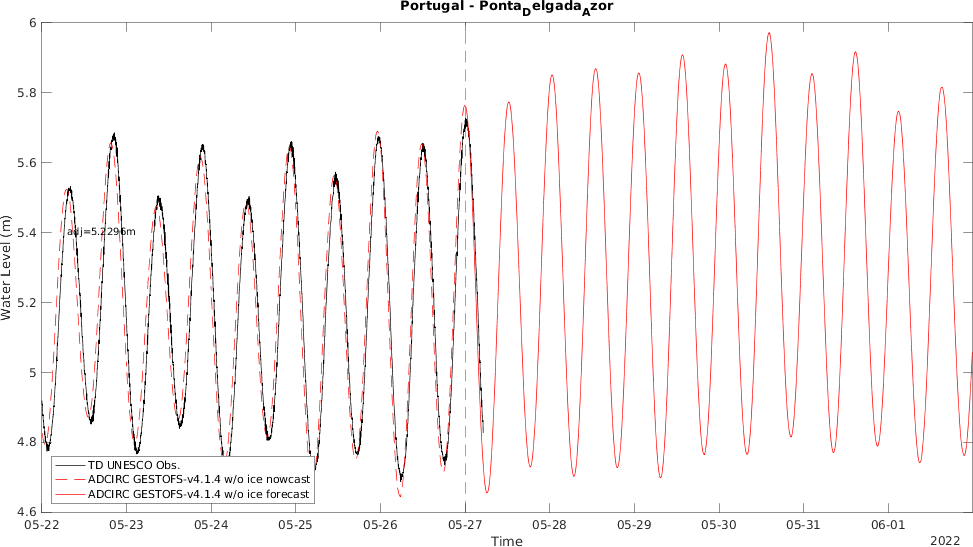 Portugal - PontaDelgadaAzor
6
5.8
5.6
5.4
5.2
5
4.8
4.6
Water Level (m)
adj=5.2296m
TD UNESCO Obs.
ADCIRC GESTOFS-v4.1.4 w/o ice nowcast
ADCIRC GESTOFS-v4.1.4 w/o ice forecast
05-22 05-23 05-24 05-25 05-26 05-27 05-28 05-29 05-30 05-31 06-01
Time
2022